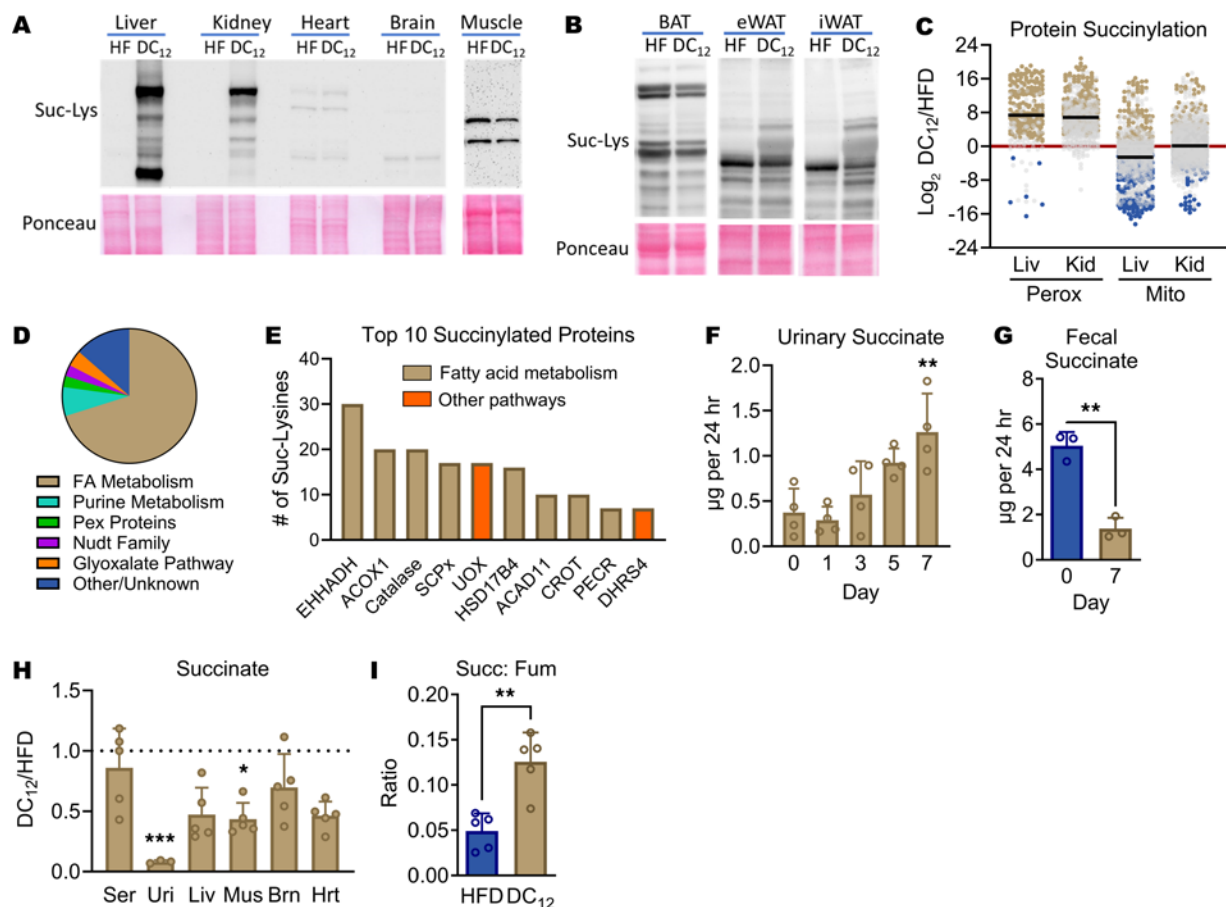 A
Liver Kidney Heart Brain Muscle
HF DC12 HF DC12 HF DC12 HF DC12 HF DC12
Suc-Lys
Ponceau
B
BAT eWAT iWAT
HF DC12 HF DC12 HF DC12
Suc-Lys
Ponceau
C
Protein Succinylation
Log2 DC12/HFD
24
16
8
0
-8
-16
-24
Liv Kid Liv Kid
Perox Mito
D
FA Metabolism
Purine Metabolism
Pex Proteins
Nudt Family
Glyoxalate Pathway
Other/Unknown
E
Top 10 Succinylated Proteins
# of Suc-Lysines
40
30
20
10
0
Fatty acid metabolism
Other pathways
EHHADH
ACOX1
Catalase
SCPx
UOX
HSD17B4
ACAD11
CROT
PECR
DHRS4
F
Urinary Succinate
µg per 24 hr
2.0
1.5
1.0
0.5
0.0
**
0 1 3 5 7
Day
G
Fecal
Succinate
µg per 24 hr
8
6
4
2
0
**
0 7
Day
H
Succinate
DC12/HFD
1.5
1.0
0.5
0.0
***
*
Ser Uri Liv Mus Brn Hrt
I
Succ: Fum
Ratio
0.20
0.15
0.10
0.05
0.00
**
HFD DC12